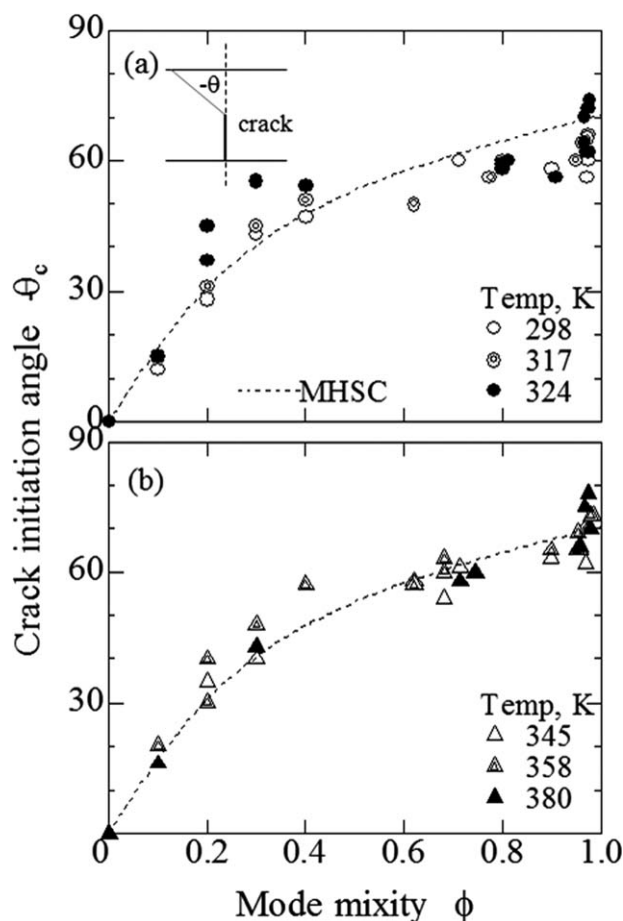 90
(a)
-θ
crack
60
30
Temp, K
298
317
324
MHSC
0
90
(b)
60
30
Temp, K
345
358
380
0 0.2 0.4 0.6 0.8 1.0
Mode mixity ϕ
Crack initiation angle -θc